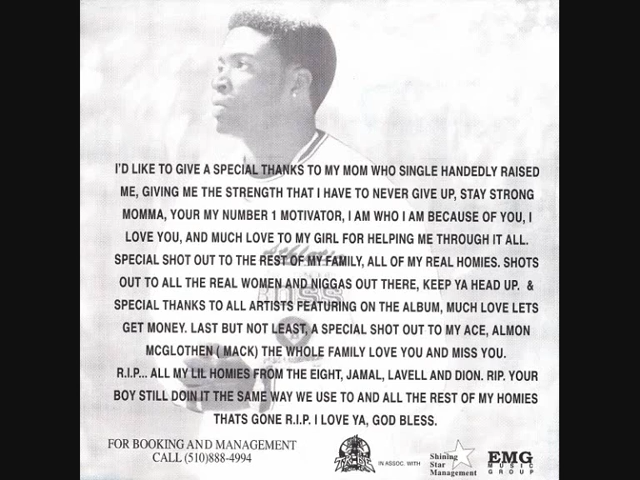 I'D LIKE TO GIVE A SPECIAL THANKS TO MY MOM WHO SINGLE HANDEDLY RAISED
ME, GIVING ME THE STRENGTH THAT I HAVE TO NEVER GIVE UP, STAY STRONG
MOMMA, YOUR MY NUMBER 1 MOTIVATOR, I AM WHO I AM BECAUSE OF YOU, I
LOVE YOU, AND MUCH LOVE TO MY GIRL FOR HELPING ME THROUGH IT ALL.
SPECIAL SHOT OUT TO THE REST OF MY FAMILY, ALL OF MY REAL HOMIES. SHOTS
OUT TO ALL THE REAL WOMEN AND NIGGAS OUT THERE, KEEP YA HEAD UP. &
SPECIAL THANKS TO ALL ARTISTS FEATURING ON THE ALBUM, MUCH LOVE LETS
GET MONEY. LAST BUT NOT LEAST, A SPECIAL SHOT OUT TO MY ACE, ALMON
MCGLOTHEN ( MACK) THE WHOLE FAMILY LOVE YOU AND MISS YOU.
R.I.P... ALL MY LIL HOMIES FROM THE EIGHT, JAMAL, LAVELL AND DION. RIP. YOUR
BOY STILL DOIN IT THE SAME WAY WE USE TO AND ALL THE REST OF MY HOMIES
THATS GONE R.I.P. I LOVE YA, GOD BLESS.
FOR BOOKING AND MANAGEMENT
CALL (510)888-4994
IN ASSOC. WITH
Shining
Star
Management
EMG
MUSIC
GROUP